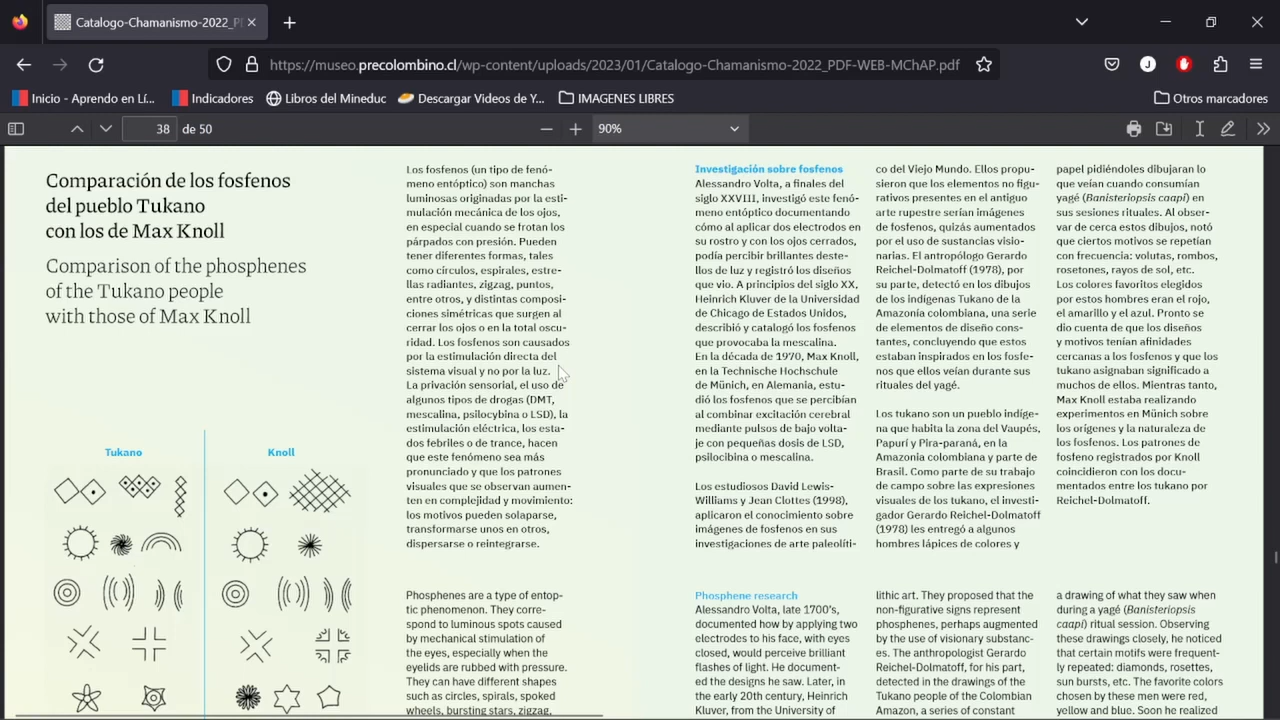 Catalogo-Chamanismo-2022_P
https://museo.precolombino.cl/wp-content/uploads/2023/01/Catalogo-Chamanismo-2022_PDF-WEB-MChAP.pdf
Inicio - Aprendo en Lí... Indicadores Libros del Mineduc Descargar Videos de Y... IMAGENES LIBRES Otros marcadores
38 de 50 90%
Comparación de los fosfenos
del pueblo Tukano
con los de Max Knoll
Comparison of the phosphenes
of the Tukano people
with those of Max Knoll
Tukano
Knoll
Los fosfenos (un tipo de fenó-
meno entóptico) son manchas
luminosas originadas por la esti-
mulación mecánica de los ojos,
en especial cuando se frotan los
párpados con presión. Pueden
tener diferentes formas, tales
como círculos, espirales, estre-
llas radiantes, zigzag, puntos,
entre otros, y distintas composi-
ciones simétricas que surgen al
cerrar los ojos o en la total oscu-
ridad. Los fosfenos son causados
por la estimulación directa del
sistema visual y no por la luz.
La privación sensorial, el uso de
algunos tipos de drogas (DMT,
mescalina, psilocybina o LSD), la
estimulación eléctrica, los esta-
dos febriles o de trance, hacen
que este fenómeno sea más
pronunciado y que los patrones
visuales que se observan aumen-
ten en complejidad y movimiento:
los motivos pueden solaparse,
transformarse unos en otros,
dispersarse o reintegrarse.
Phosphenes are a type of entop-
tic phenomenon. They corre-
spond to luminous spots caused
by mechanical stimulation of
the eyes, especially when the
eyelids are rubbed with pressure.
They can have different shapes
such as circles, spirals, spoked
wheels, bursting stars, zigzag,
Investigación sobre fosfenos
Alessandro Volta, a finales del
siglo XXVIII, investigó este fenó-
meno entóptico documentando
cómo al aplicar dos electrodos en
su rostro y con los ojos cerrados,
podía percibir brillantes deste-
llos de luz y registró los diseños
que vio. A principios del siglo XX,
Heinrich Kluver de la Universidad
de Chicago de Estados Unidos,
describió y catalogó los fosfenos
que provocaba la mescalina.
En la década de 1970, Max Knoll,
en la Technische Hochschule
de Münich, en Alemania, estu-
dió los fosfenos que se percibían
al combinar excitación cerebral
mediante pulsos de bajo volta-
je con pequeñas dosis de LSD,
psilocibina o mescalina.
Los estudiosos David Lewis-
Williams y Jean Clottes (1998),
aplicaron el conocimiento sobre
imágenes de fosfenos en sus
investigaciones de arte paleolíti-
co del Viejo Mundo. Ellos propu-
sieron que los elementos no figu-
rativos presentes en el antiguo
arte rupestre serían imágenes
de fosfenos, quizás aumentados
por el uso de sustancias visio-
narias. El antropólogo Gerardo
Reichel-Dolmatoff (1978), por
su parte, detectó en los dibujos
de los indígenas Tukano de la
Amazonía colombiana, una serie
de elementos de diseño cons-
tantes, concluyendo que estos
estaban inspirados en los fosfe-
nos que ellos veían durante sus
rituales del yagé.
Los tukano son un pueblo indíge-
na que habita la zona del Vaupés,
Papurí y Pira-paraná, en la
Amazonia colombiana y parte de
Brasil. Como parte de su trabajo
de campo sobre las expresiones
visuales de los tukano, el investi-
gador Gerardo Reichel-Dolmatoff
(1978) les entregó a algunos
hombres lápices de colores y
papel pidiéndoles dibujaran lo
que veían cuando consumían
yagé (Banisteriopsis caapi) en
sus sesiones rituales. Al obser-
var de cerca estos dibujos, notó
que ciertos motivos se repetían
con frecuencia: volutas, rombos,
rosetones, rayos de sol, etc.
Los colores favoritos elegidos
por estos hombres eran el rojo,
el amarillo y el azul. Pronto se
dio cuenta de que los diseños
y motivos tenían afinidades
cercanas a los fosfenos y que los
tukano asignaban significado a
muchos de ellos. Mientras tanto,
Max Knoll estaba realizando
experimentos en Münich sobre
los orígenes y la naturaleza de
los fosfenos. Los patrones de
fosfeno registrados por Knoll
coincidieron con los docu-
mentados entre los tukano por
Reichel-Dolmatoff.
Phosphene research
Alessandro Volta, late 1700's,
documented how by applying two
electrodes to his face, with eyes
closed, would perceive brilliant
flashes of light. He document-
ed the designs he saw. Later, in
the early 20th century, Heinrich
Kluver, from the University of
lithic art. They proposed that the
non-figurative signs represent
phosphenes, perhaps augmented
by the use of visionary substanc-
es. The anthropologist Gerardo
Reichel-Dolmatoff, for his part,
detected in the drawings of the
Tukano people of the Colombian
Amazon, a series of constant
a drawing of what they saw when
during a yagé (Banisteriopsis
caapi) ritual session. Observing
these drawings closely, he noticed
that certain motifs were frequent-
ly repeated: diamonds, rosettes,
sun bursts, etc. The favorite colors
chosen by these men were red,
yellow and blue. Soon he realized